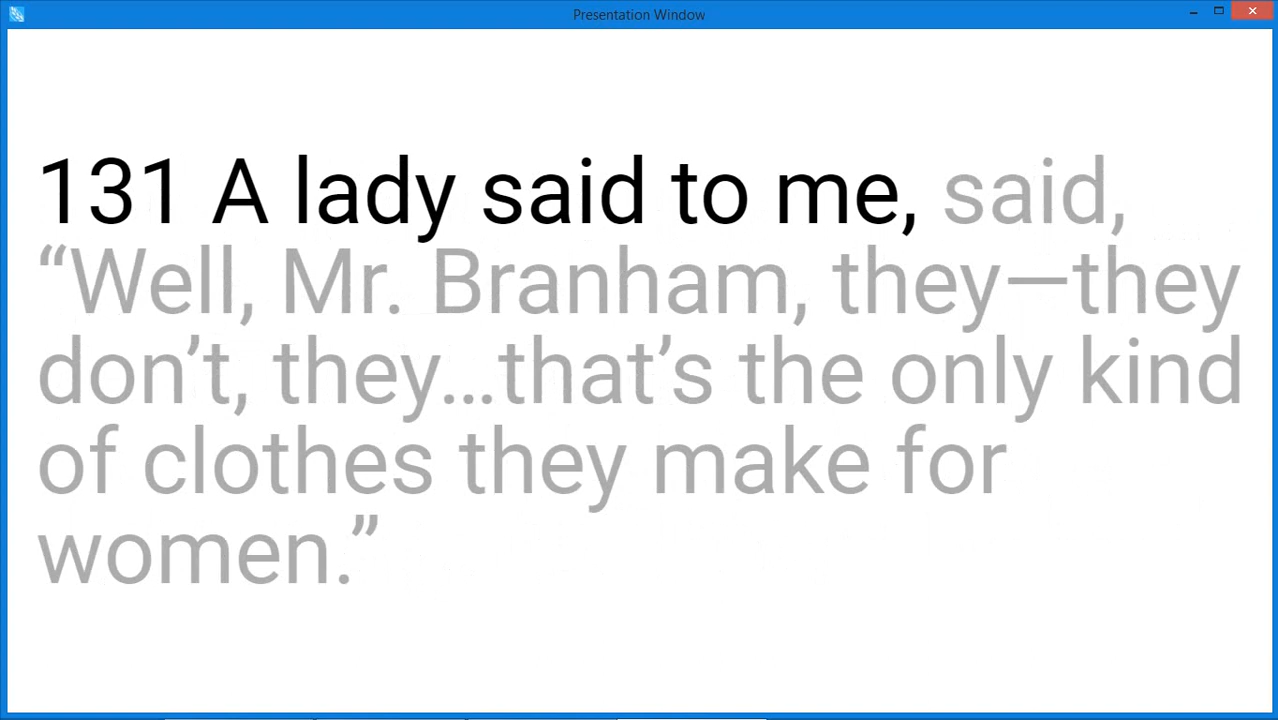 Presentation Window
131 A lady said to me, said,
“Well, Mr. Branham, they—they
don’t, they…that’s the only kind
of clothes they make for
women.”